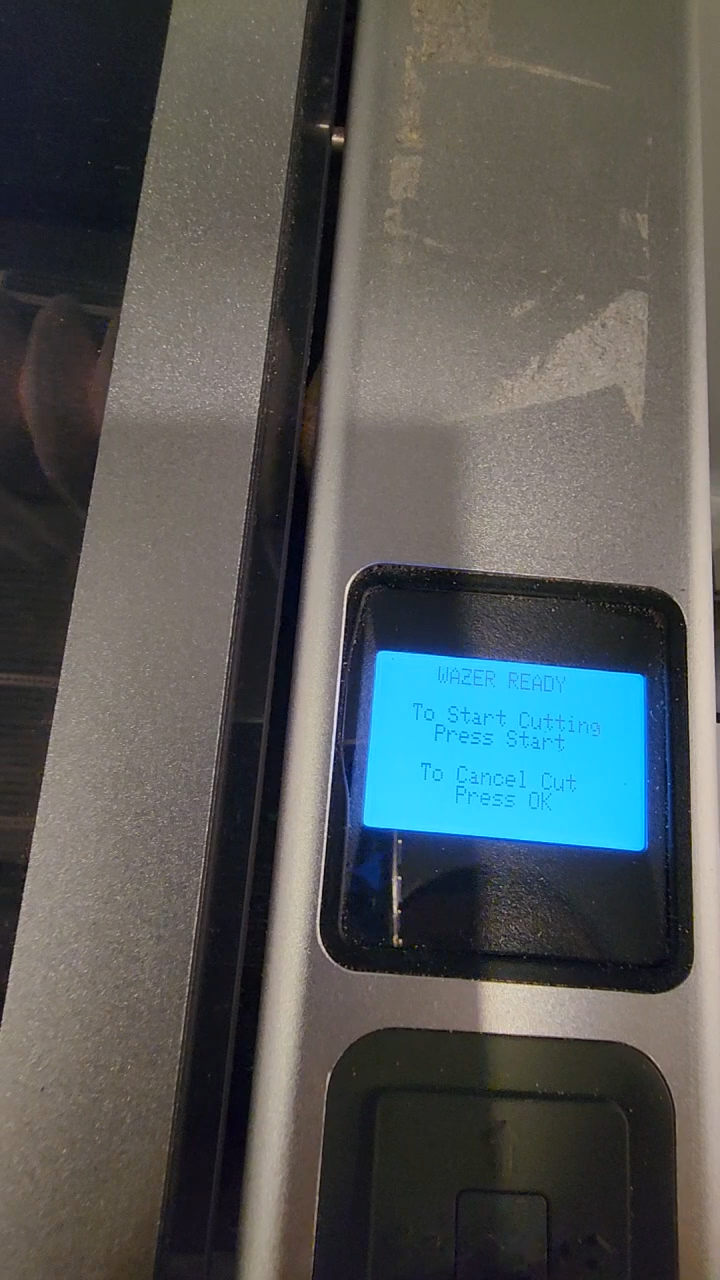 WAZER READY
To Start Cutting
Press Start
To Cancel Cut
Press OK